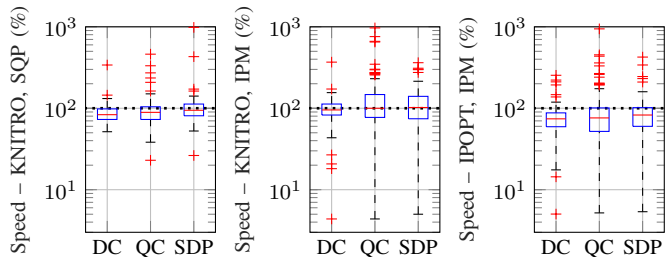 Speed – KNITRO, SQP (%)
10³
10²
10¹
DC QC SDP
Speed – KNITRO, IPM (%)
10³
10²
10¹
DC QC SDP
Speed – IPOPT, IPM (%)
10³
10²
10¹
DC QC SDP